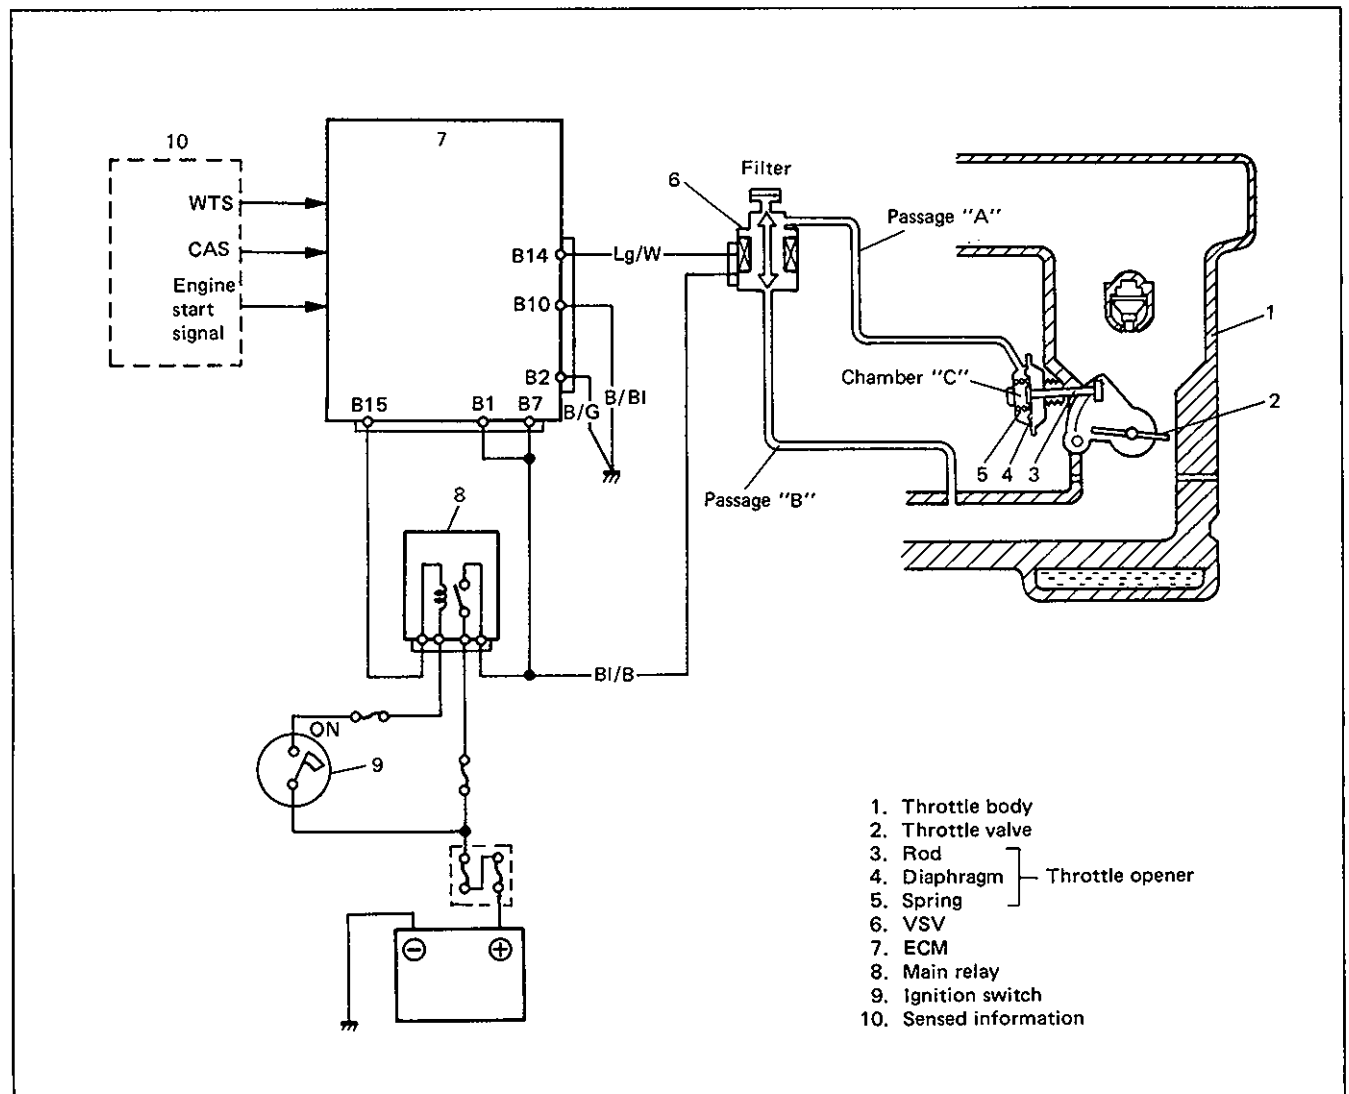 10
7
WTS
CAS
Engine
start
signal
B14
B10
B2
B15
B1
B7
Lg/W
B/G
B/Bl
6
Filter
Passage "A"
Chamber "C"
Passage "B"
5
4
3
1
2
8
Bl/B
ON
9
1. Throttle body
2. Throttle valve
3. Rod
4. Diaphragm
5. Spring
Throttle opener
6. VSV
7. ECM
8. Main relay
9. Ignition switch
10. Sensed information